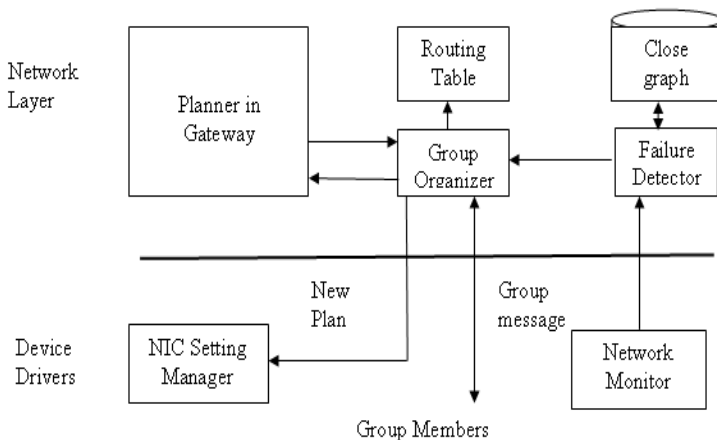 Network
Layer
Planner in
Gateway
Routing
Table
Close
graph
Group
Organizer
Failure
Detector
New
Plan
Group
message
Device
Drivers
NIC Setting
Manager
Network
Monitor
Group Members